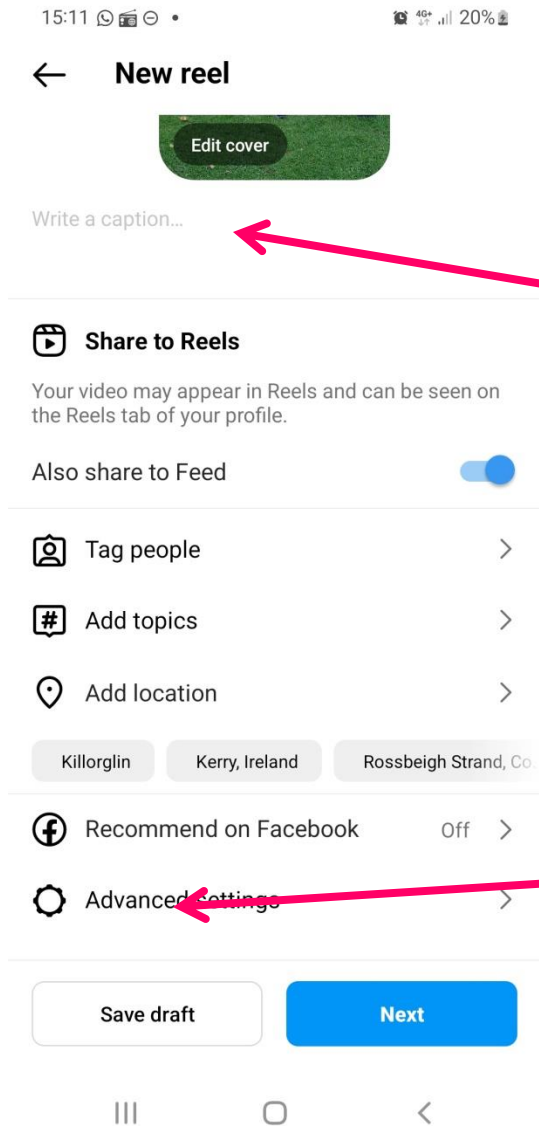 15:11 4G+ 20%
New reel
Edit cover
Write a caption...
Share to Reels
Your video may appear in Reels and can be seen on
the Reels tab of your profile.
Also share to Feed
Tag people
# Add topics
Add location
Killorglin Kerry, Ireland Rossbeigh Strand, Co.
Recommend on Facebook Off
Advanced settings
Save draft Next